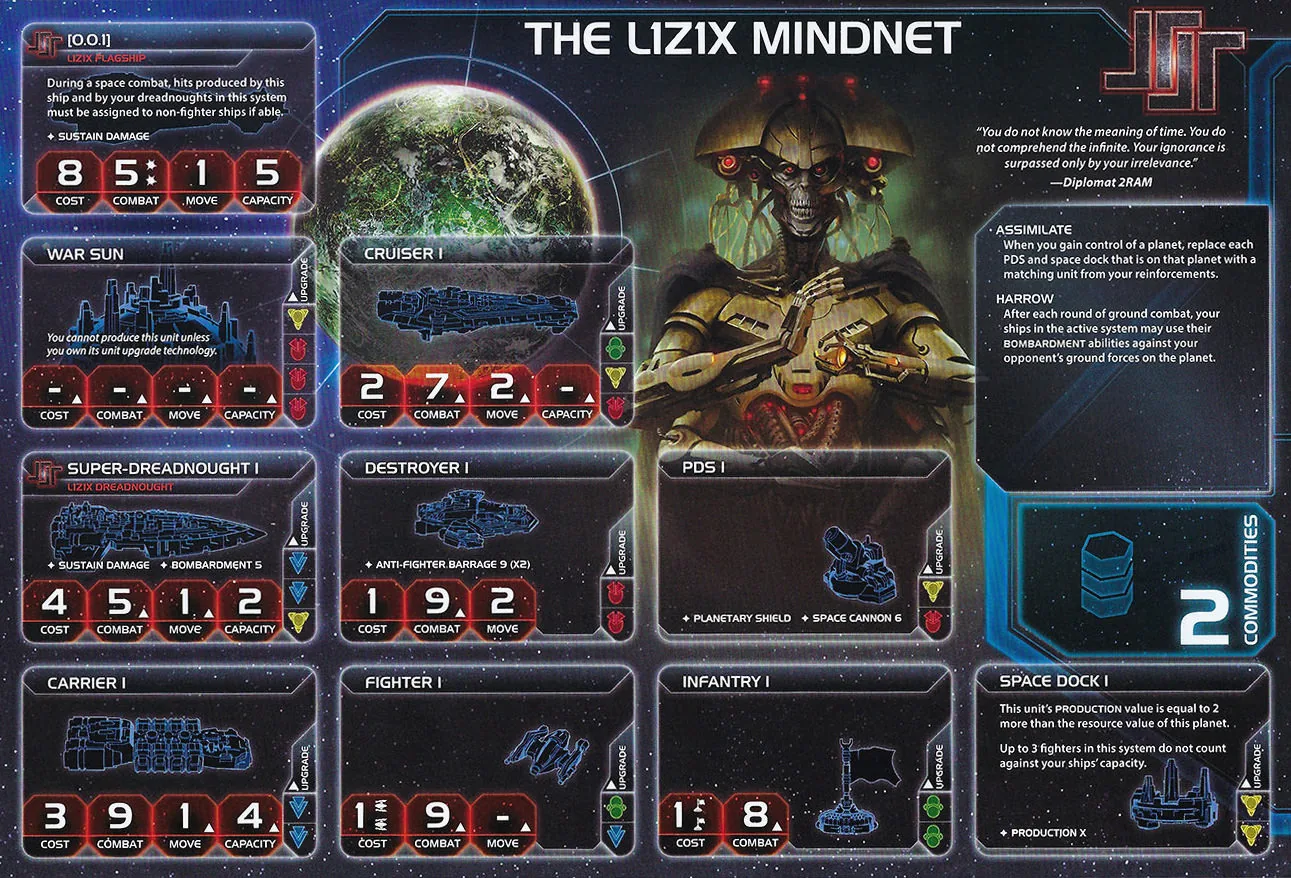 THE L1Z1X MINDNET
[0.0.1]
L1Z1X FLAGSHIP
During a space combat, hits produced by this
ship and by your dreadnoughts in this system
must be assigned to non-fighter ships if able.
SUSTAIN DAMAGE
8 5 1 5
COST COMBAT MOVE CAPACITY
“You do not know the meaning of time. You do
not comprehend the infinite. Your ignorance is
surpassed only by your irrelevance.”
—Diplomat 2RAM
WAR SUN
You cannot produce this unit unless
you own its unit upgrade technology.
- - - -
COST COMBAT MOVE CAPACITY
UPGRADE
CRUISER I
2 7 2 -
COST COMBAT MOVE CAPACITY
UPGRADE
ASSIMILATE
When you gain control of a planet, replace each
PDS and space dock that is on that planet with a
matching unit from your reinforcements.
HARROW
After each round of ground combat, your
ships in the active system may use their
BOMBARDMENT abilities against your
opponent’s ground forces on the planet.
SUPER-DREADNOUGHT I
L1Z1X DREADNOUGHT
SUSTAIN DAMAGE BOMBARDMENT 5
4 5 1 2
COST COMBAT MOVE CAPACITY
UPGRADE
DESTROYER I
ANTI-FIGHTER BARRAGE 9 (X2)
1 9 2
COST COMBAT MOVE
UPGRADE
PDS I
PLANETARY SHIELD SPACE CANNON 6
UPGRADE
2
COMMODITIES
CARRIER I
3 9 1 4
COST COMBAT MOVE CAPACITY
UPGRADE
FIGHTER I
1 9 -
COST COMBAT MOVE
UPGRADE
INFANTRY I
1 8
COST COMBAT
UPGRADE
SPACE DOCK I
This unit’s PRODUCTION value is equal to 2
more than the resource value of this planet.
Up to 3 fighters in this system do not count
against your ships’ capacity.
PRODUCTION X
UPGRADE